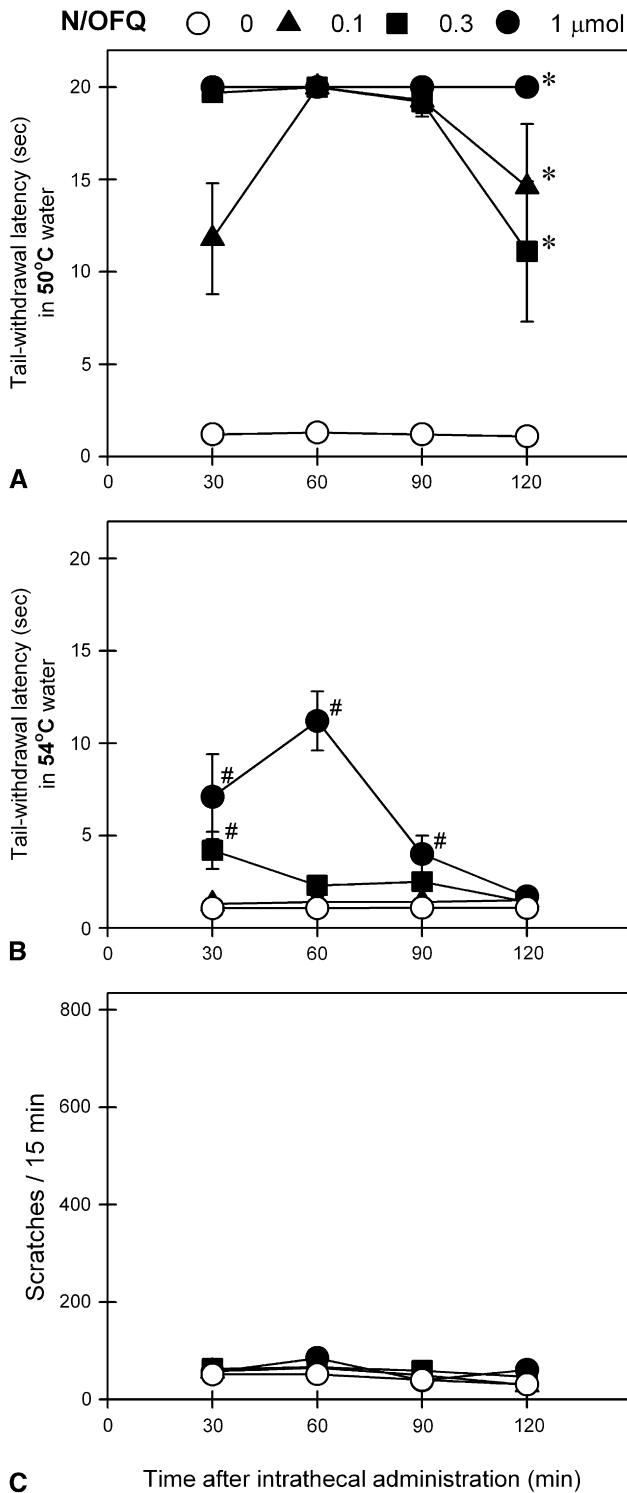 N/OFQ 0 0.1 0.3 1 μmol
Tail-withdrawal latency (sec)
in 50°C water
20
15
10
5
0
*
*
*
0 30 60 90 120
A
Tail-withdrawal latency (sec)
in 54°C water
20
15
10
5
0
#
#
#
#
0 30 60 90 120
B
Scratches / 15 min
800
600
400
200
0
0 30 60 90 120
Time after intrathecal administration (min)
C